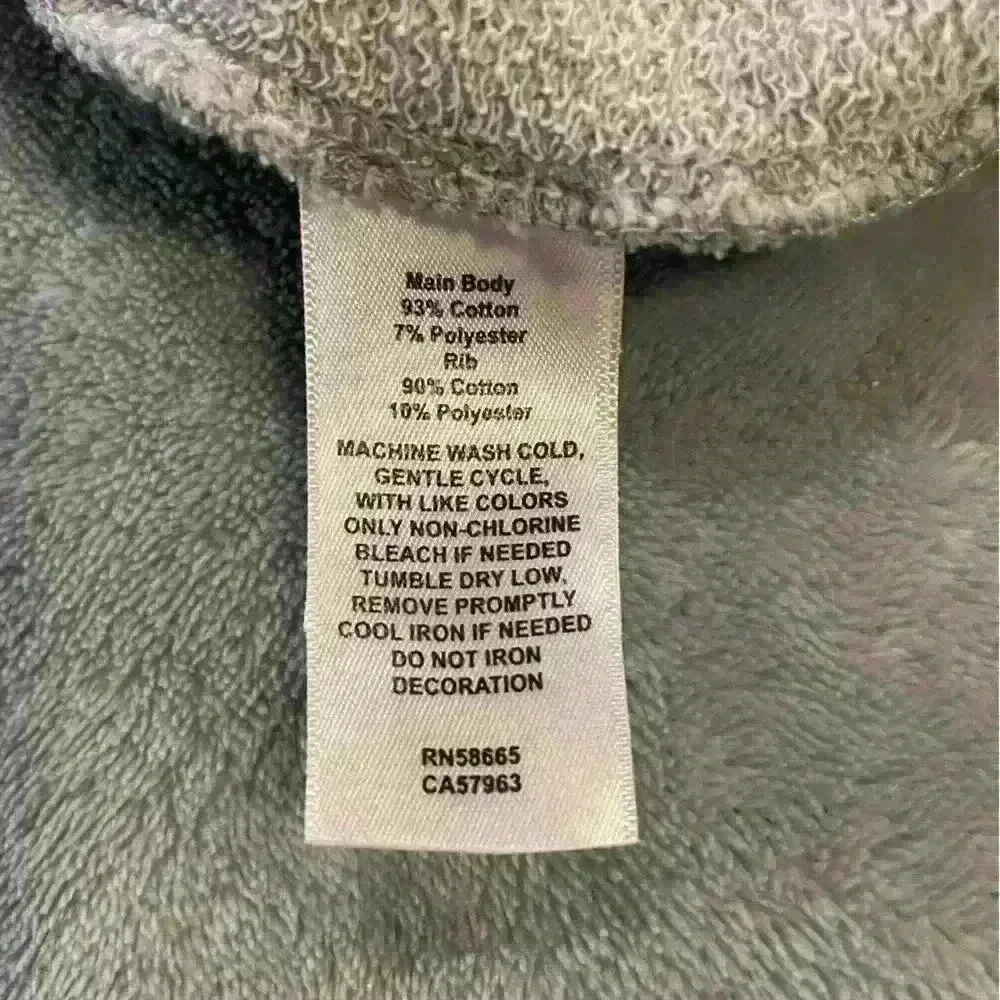 Main Body
93% Cotton
7% Polyester
Rib
90% Cotton
10% Polyester
MACHINE WASH COLD,
GENTLE CYCLE,
WITH LIKE COLORS
ONLY NON-CHLORINE
BLEACH IF NEEDED
TUMBLE DRY LOW,
REMOVE PROMPTLY
COOL IRON IF NEEDED
DO NOT IRON
DECORATION
RN58665
CA57963